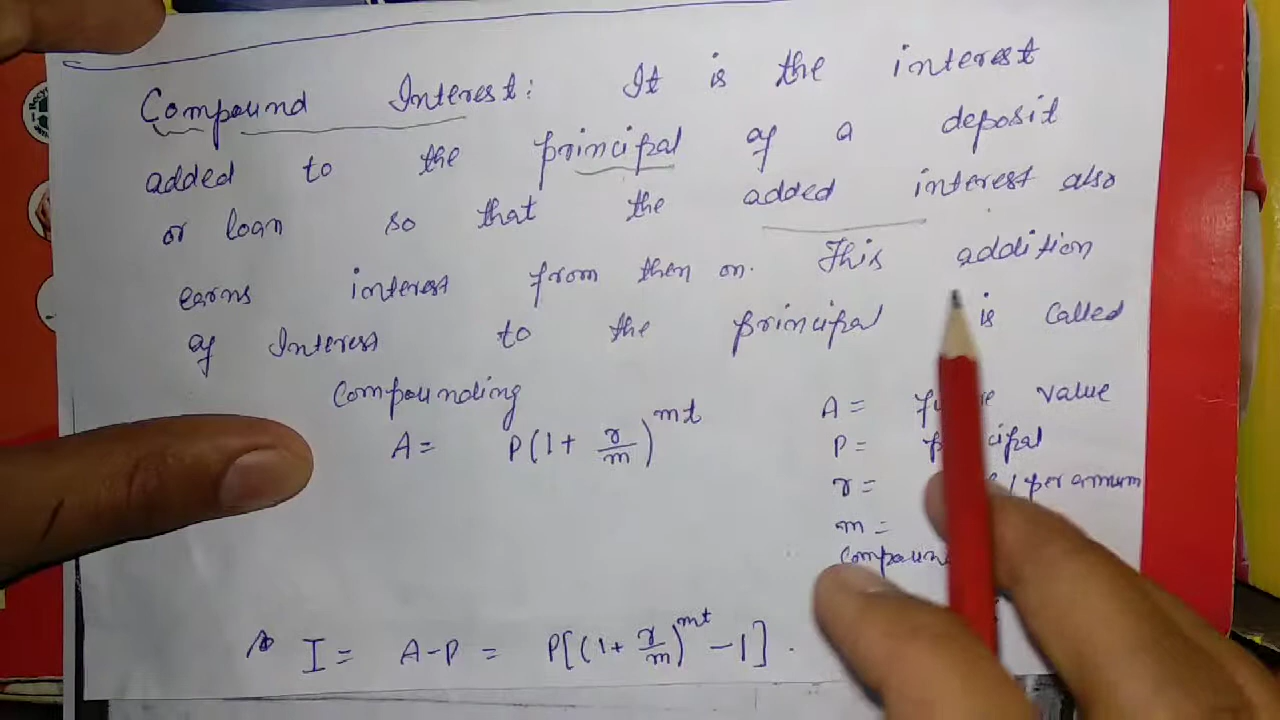 Compound Interest: It is the interest
added to the principal of a deposit
or loan so that the added interest also
earns interest from then on. This addition
of Interest to the principal is called
Compounding
A = P(1 + r/m)^mt
A = value
P =
r = / per annum
m =
I = A-P = P[(1 + r/m)^mt - 1].